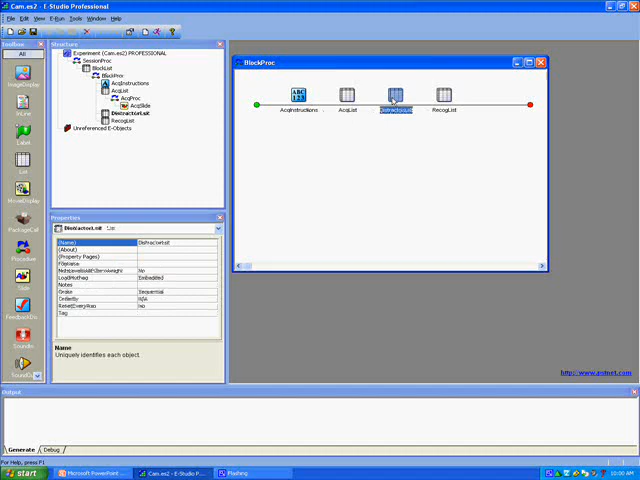 Cam.es2 - E-Studio Professional
File Edit View E-Run Tools Window Help
Toolbox
All
ImageDisplay
InLine
Label
List
MovieDisplay
PackageCall
Procedure
Slide
FeedbackDis...
SoundIn
SoundOut
Structure
Experiment (Cam.es2) PROFESSIONAL
SessionProc
BlockList
BlockProc
AcqInstructions
AcqList
AcqProc
AcqSlide
RecogList
Unreferenced E-Objects
Properties
(Name)
(About)
(Property Pages)
Filename
LoadMethod Embedded
Notes
Order Sequential
OrderBy N/A
No
Tag
Name
Uniquely identifies each object.
BlockProc
ABC
123
AcqInstructions
AcqList
RecogList
http://www.pstnet.com
Output
Generate
Debug
For Help, press F1
start
Microsoft PowerPoint ...
Cam.es2 - E-Studio P...
Flashing
10:00 AM